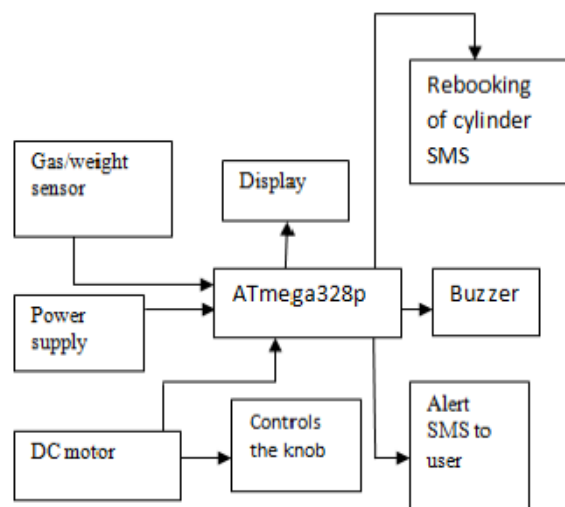 Rebooking
of cylinder
SMS
Gas/weight
sensor
Display
ATmega328p
Buzzer
Power
supply
Controls
the knob
Alert
SMS to
user
DC motor